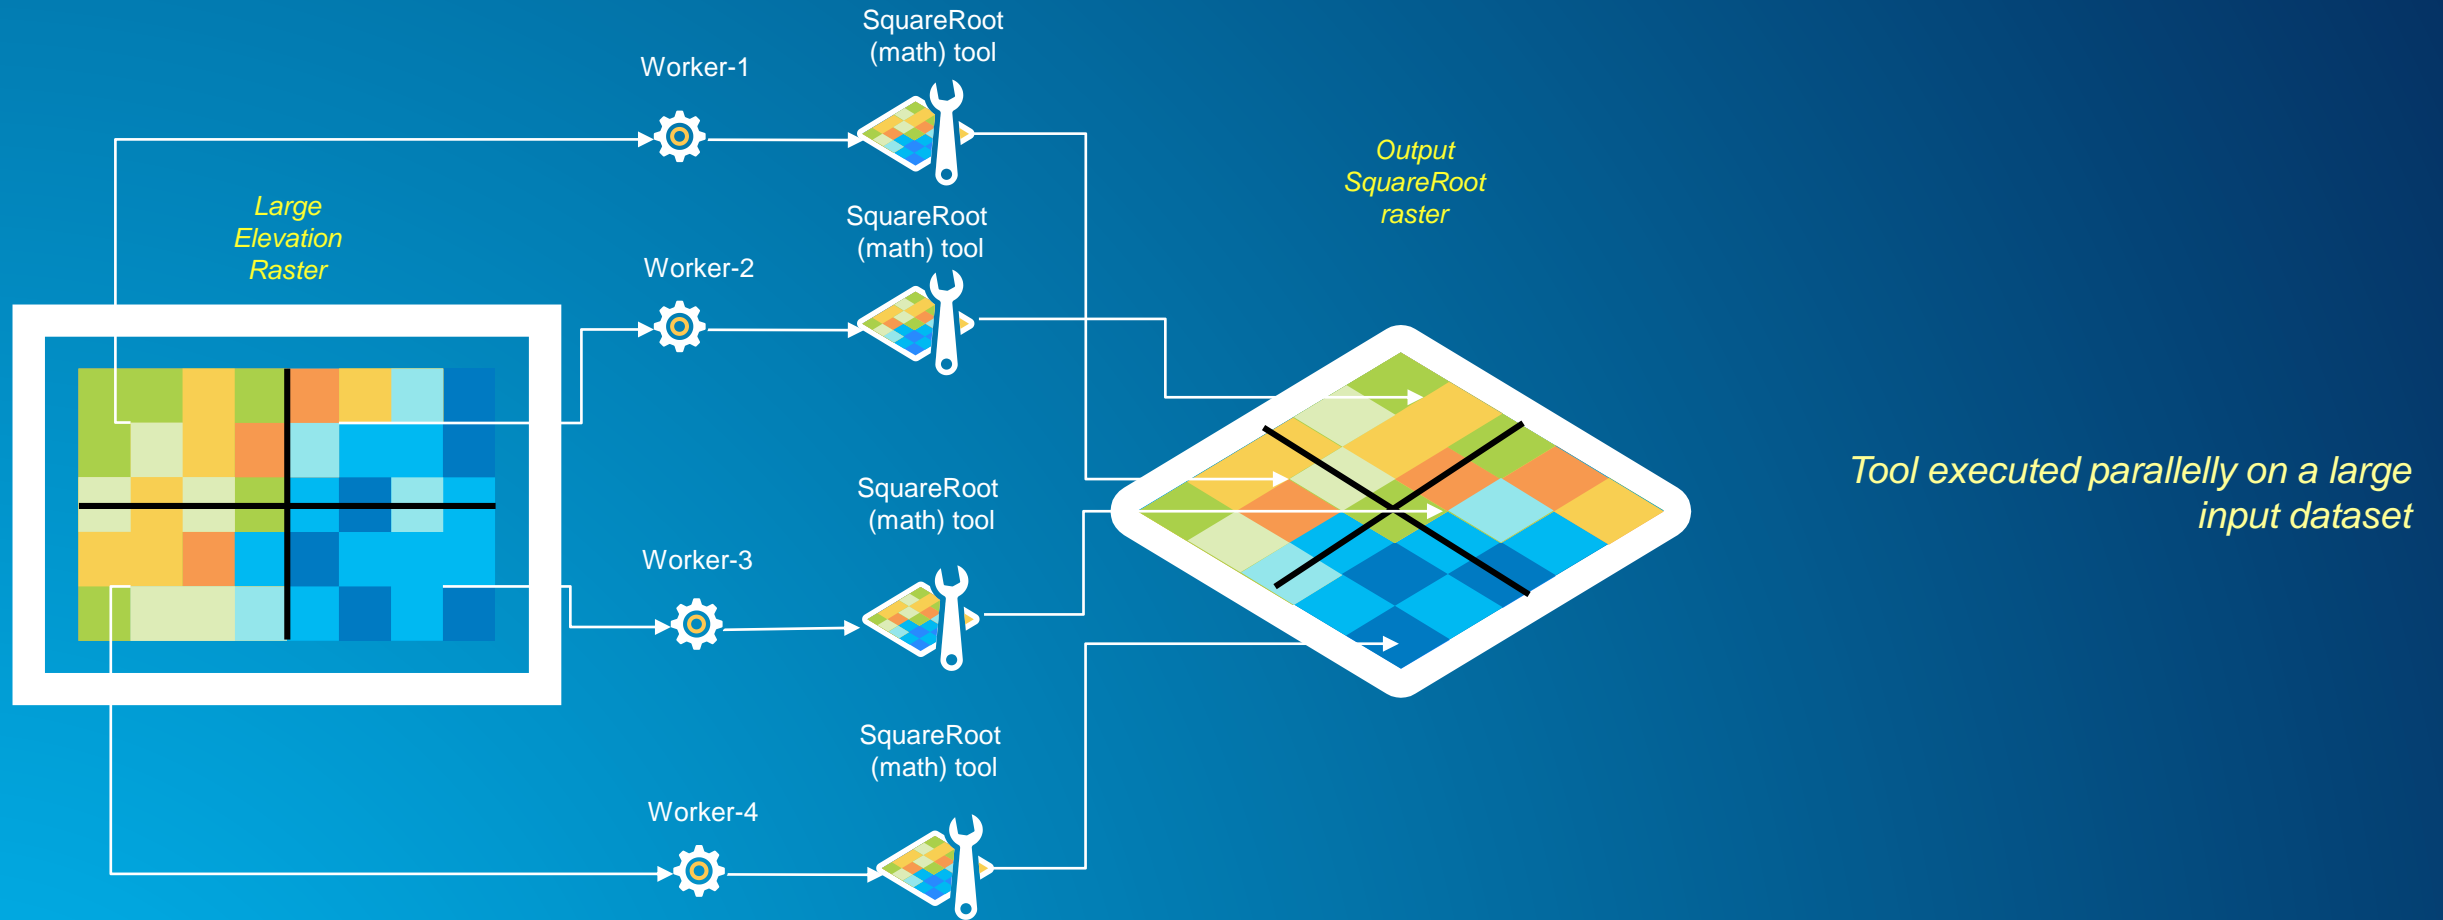 SquareRoot
(math) tool
Worker-1
Output
SquareRoot
raster
Large
Elevation
Raster
SquareRoot
(math) tool
Worker-2
Tool executed parallelly on a large
input dataset
SquareRoot
(math) tool
Worker-3
SquareRoot
(math) tool
Worker-4